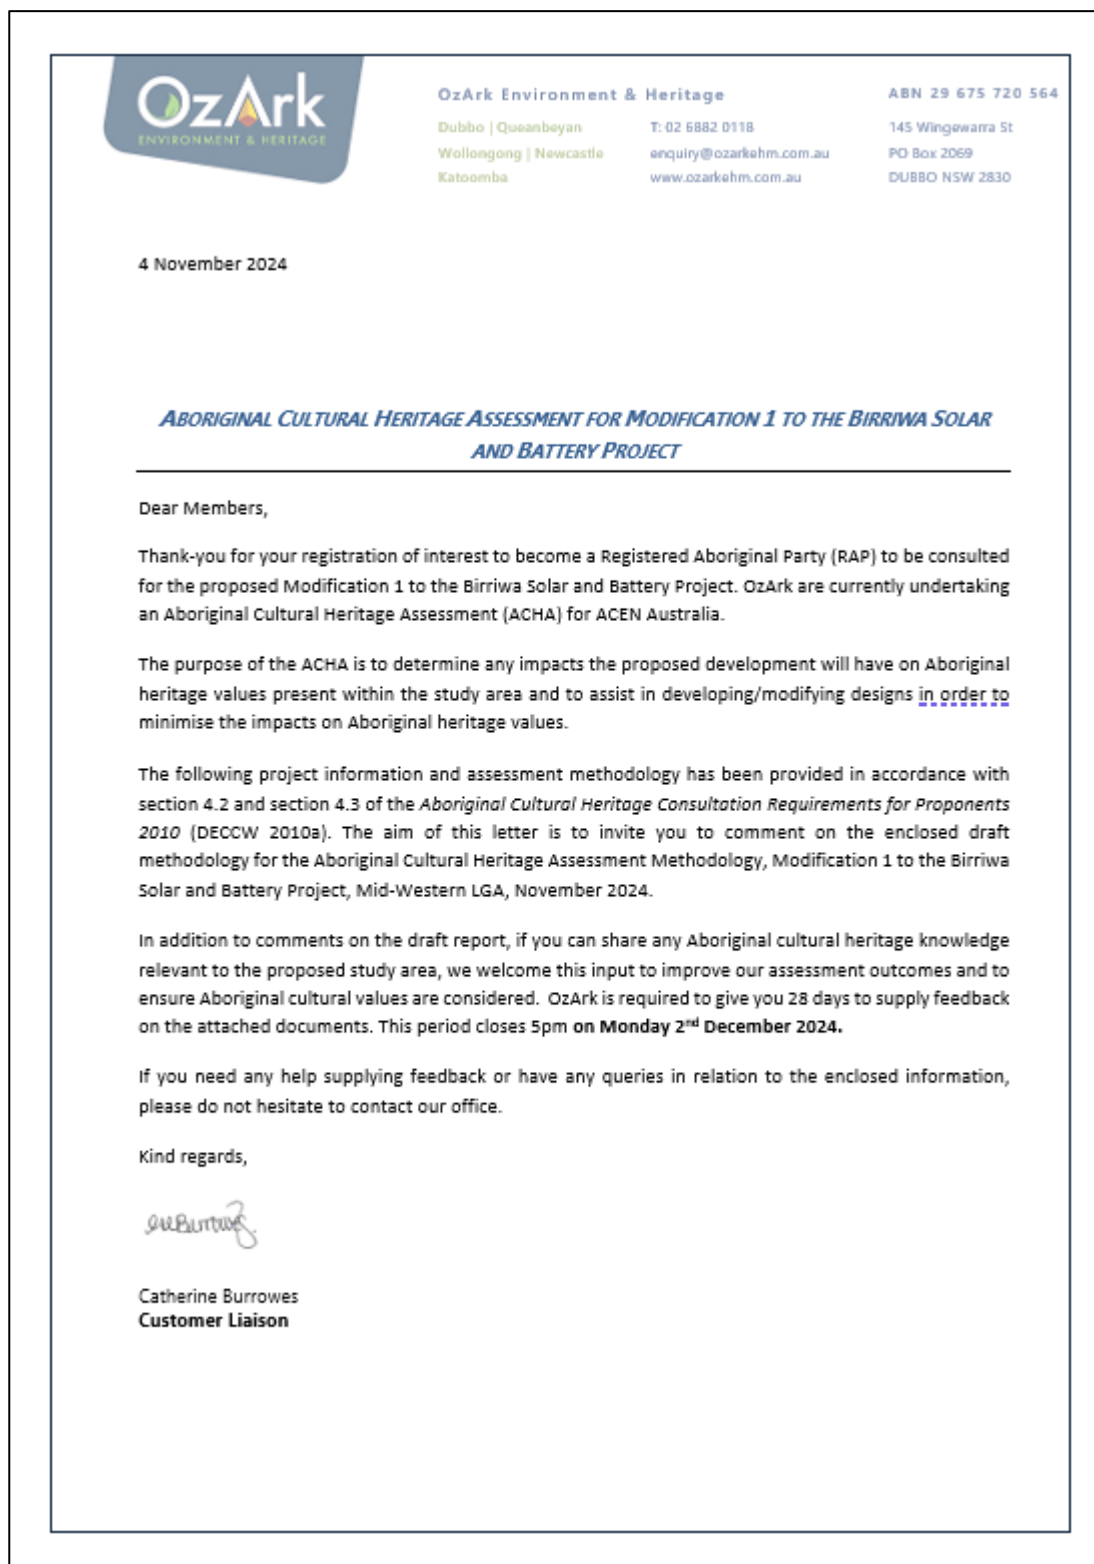 OzArk
ENVIRONMENT & HERITAGE
OzArk Environment & Heritage
Dubbo | Queanbeyan
Wollongong | Newcastle
Katoomba
T: 02 6882 0118
enquiry@ozarkehm.com.au
www.ozarkehm.com.au
ABN 29 675 720 564
145 Wingewarra St
PO Box 2069
DUBBO NSW 2830
4 November 2024
ABORIGINAL CULTURAL HERITAGE ASSESSMENT FOR MODIFICATION 1 TO THE BIRRIWA SOLAR
AND BATTERY PROJECT
Dear Members,
Thank-you for your registration of interest to become a Registered Aboriginal Party (RAP) to be consulted
for the proposed Modification 1 to the Birriwa Solar and Battery Project. OzArk are currently undertaking
an Aboriginal Cultural Heritage Assessment (ACHA) for ACEN Australia.
The purpose of the ACHA is to determine any impacts the proposed development will have on Aboriginal
heritage values present within the study area and to assist in developing/modifying designs in order to
minimise the impacts on Aboriginal heritage values.
The following project information and assessment methodology has been provided in accordance with
section 4.2 and section 4.3 of the Aboriginal Cultural Heritage Consultation Requirements for Proponents
2010 (DECCW 2010a). The aim of this letter is to invite you to comment on the enclosed draft
methodology for the Aboriginal Cultural Heritage Assessment Methodology, Modification 1 to the Birriwa
Solar and Battery Project, Mid-Western LGA, November 2024.
In addition to comments on the draft report, if you can share any Aboriginal cultural heritage knowledge
relevant to the proposed study area, we welcome this input to improve our assessment outcomes and to
ensure Aboriginal cultural values are considered. OzArk is required to give you 28 days to supply feedback
on the attached documents. This period closes 5pm on Monday 2nd December 2024.
If you need any help supplying feedback or have any queries in relation to the enclosed information,
please do not hesitate to contact our office.
Kind regards,
Catherine Burrowes
Customer Liaison